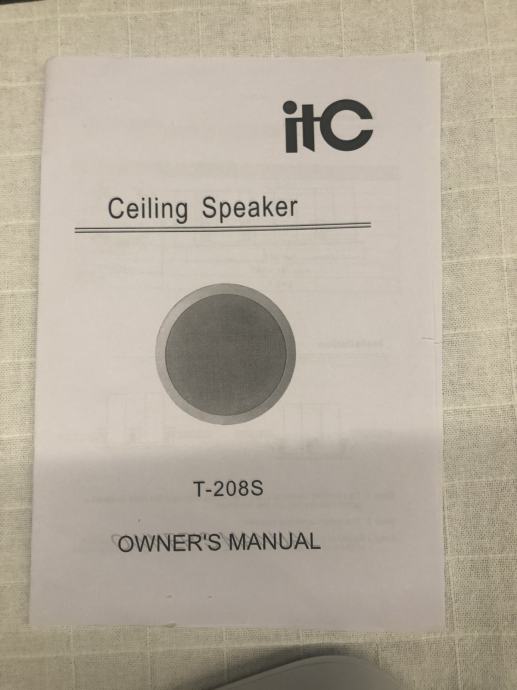 itC
Ceiling Speaker
T-208S
OWNER'S MANUAL